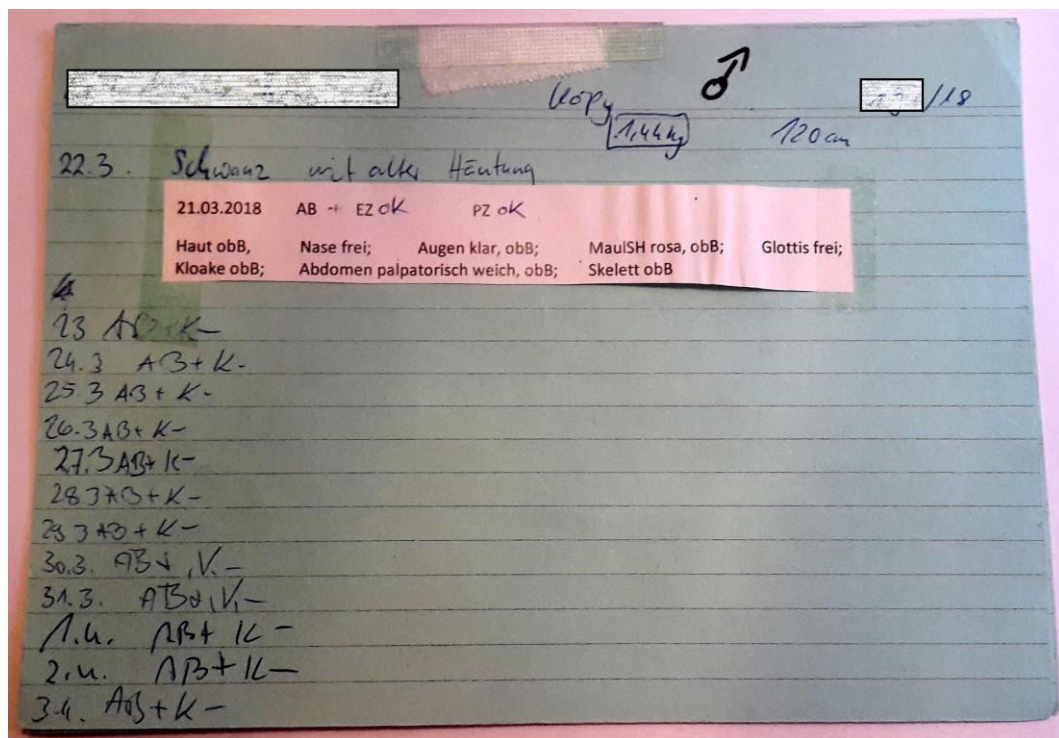 ♂
/18
1,44kg 120 cm
22.3. Schwanz mit alter Häutung
21.03.2018 AB + EZ ok PZ ok
Haut obB, Nase frei; Augen klar, obB; MaulSH rosa, obB; Glottis frei;
Kloake obB; Abdomen palpatorisch weich, obB; Skelett obB
23 AB+K-
24.3 AB+K-
25.3 AB+K-
26.3 AB+K-
27.3 AB+K-
28 3 AB+K-
29 3 AB+K-
30.3. AB+, K-
31.3. AB+, K-
1.4. AB+ K-
2.4. AB+K-
3.4. AB+K-